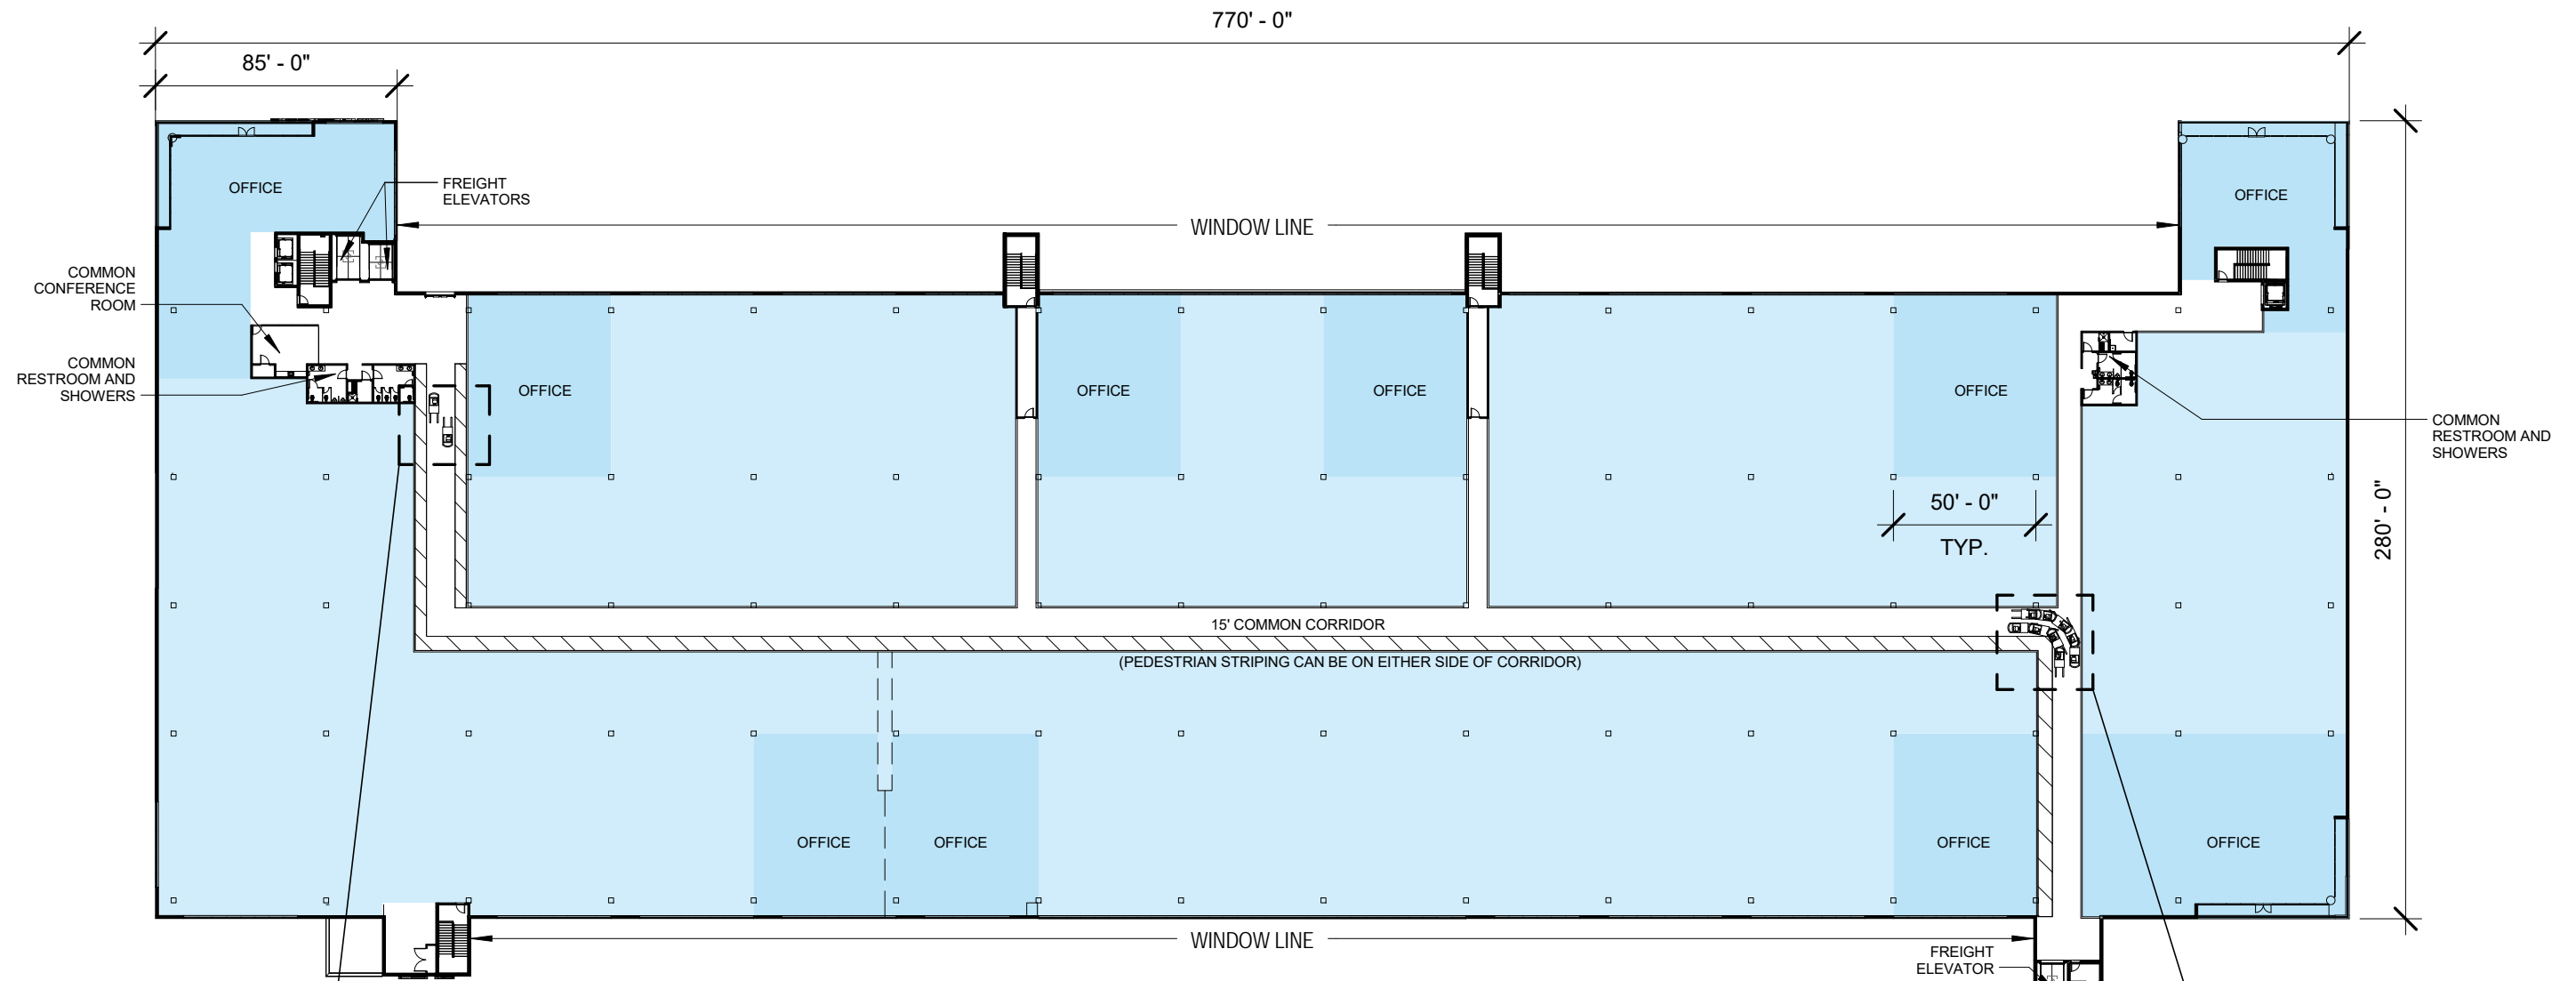 770' - 0"
85' - 0"
OFFICE
FREIGHT
ELEVATORS
OFFICE
WINDOW LINE
COMMON
CONFERENCE
ROOM
COMMON
RESTROOM AND
SHOWERS
OFFICE
OFFICE
OFFICE
OFFICE
COMMON
RESTROOM AND
SHOWERS
50' - 0"
TYP.
280' - 0"
15' COMMON CORRIDOR
(PEDESTRIAN STRIPING CAN BE ON EITHER SIDE OF CORRIDOR)
OFFICE
OFFICE
OFFICE
OFFICE
WINDOW LINE
FREIGHT
ELEVATOR